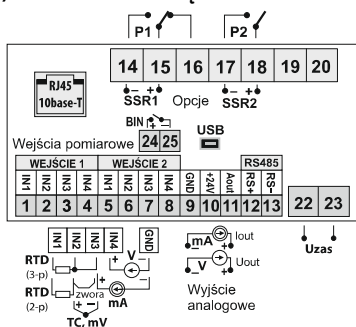 Opcje
P1 P2
14 15 16 17 18 19 20
– + – +
SSR1 Opcje SSR2
RJ45
10base-T
BIN
USB
Wejścia pomiarowe 24 25
WEJŚCIE 1 WEJŚCIE 2 RS485
IN1 IN2 IN3 IN4 IN1 IN2 IN3 IN4 GND +24V Aout RS+ RS–
1 2 3 4 5 6 7 8 9 10 11 12 13 22 23
IN1 IN2 IN3 IN4 GND
mA Iout
Uzas
RTD
(3-p)
+ V –
V Uout
RTD
(2-p)
zwora
+ –
mA
Wyjście
analogowe
TC, mV